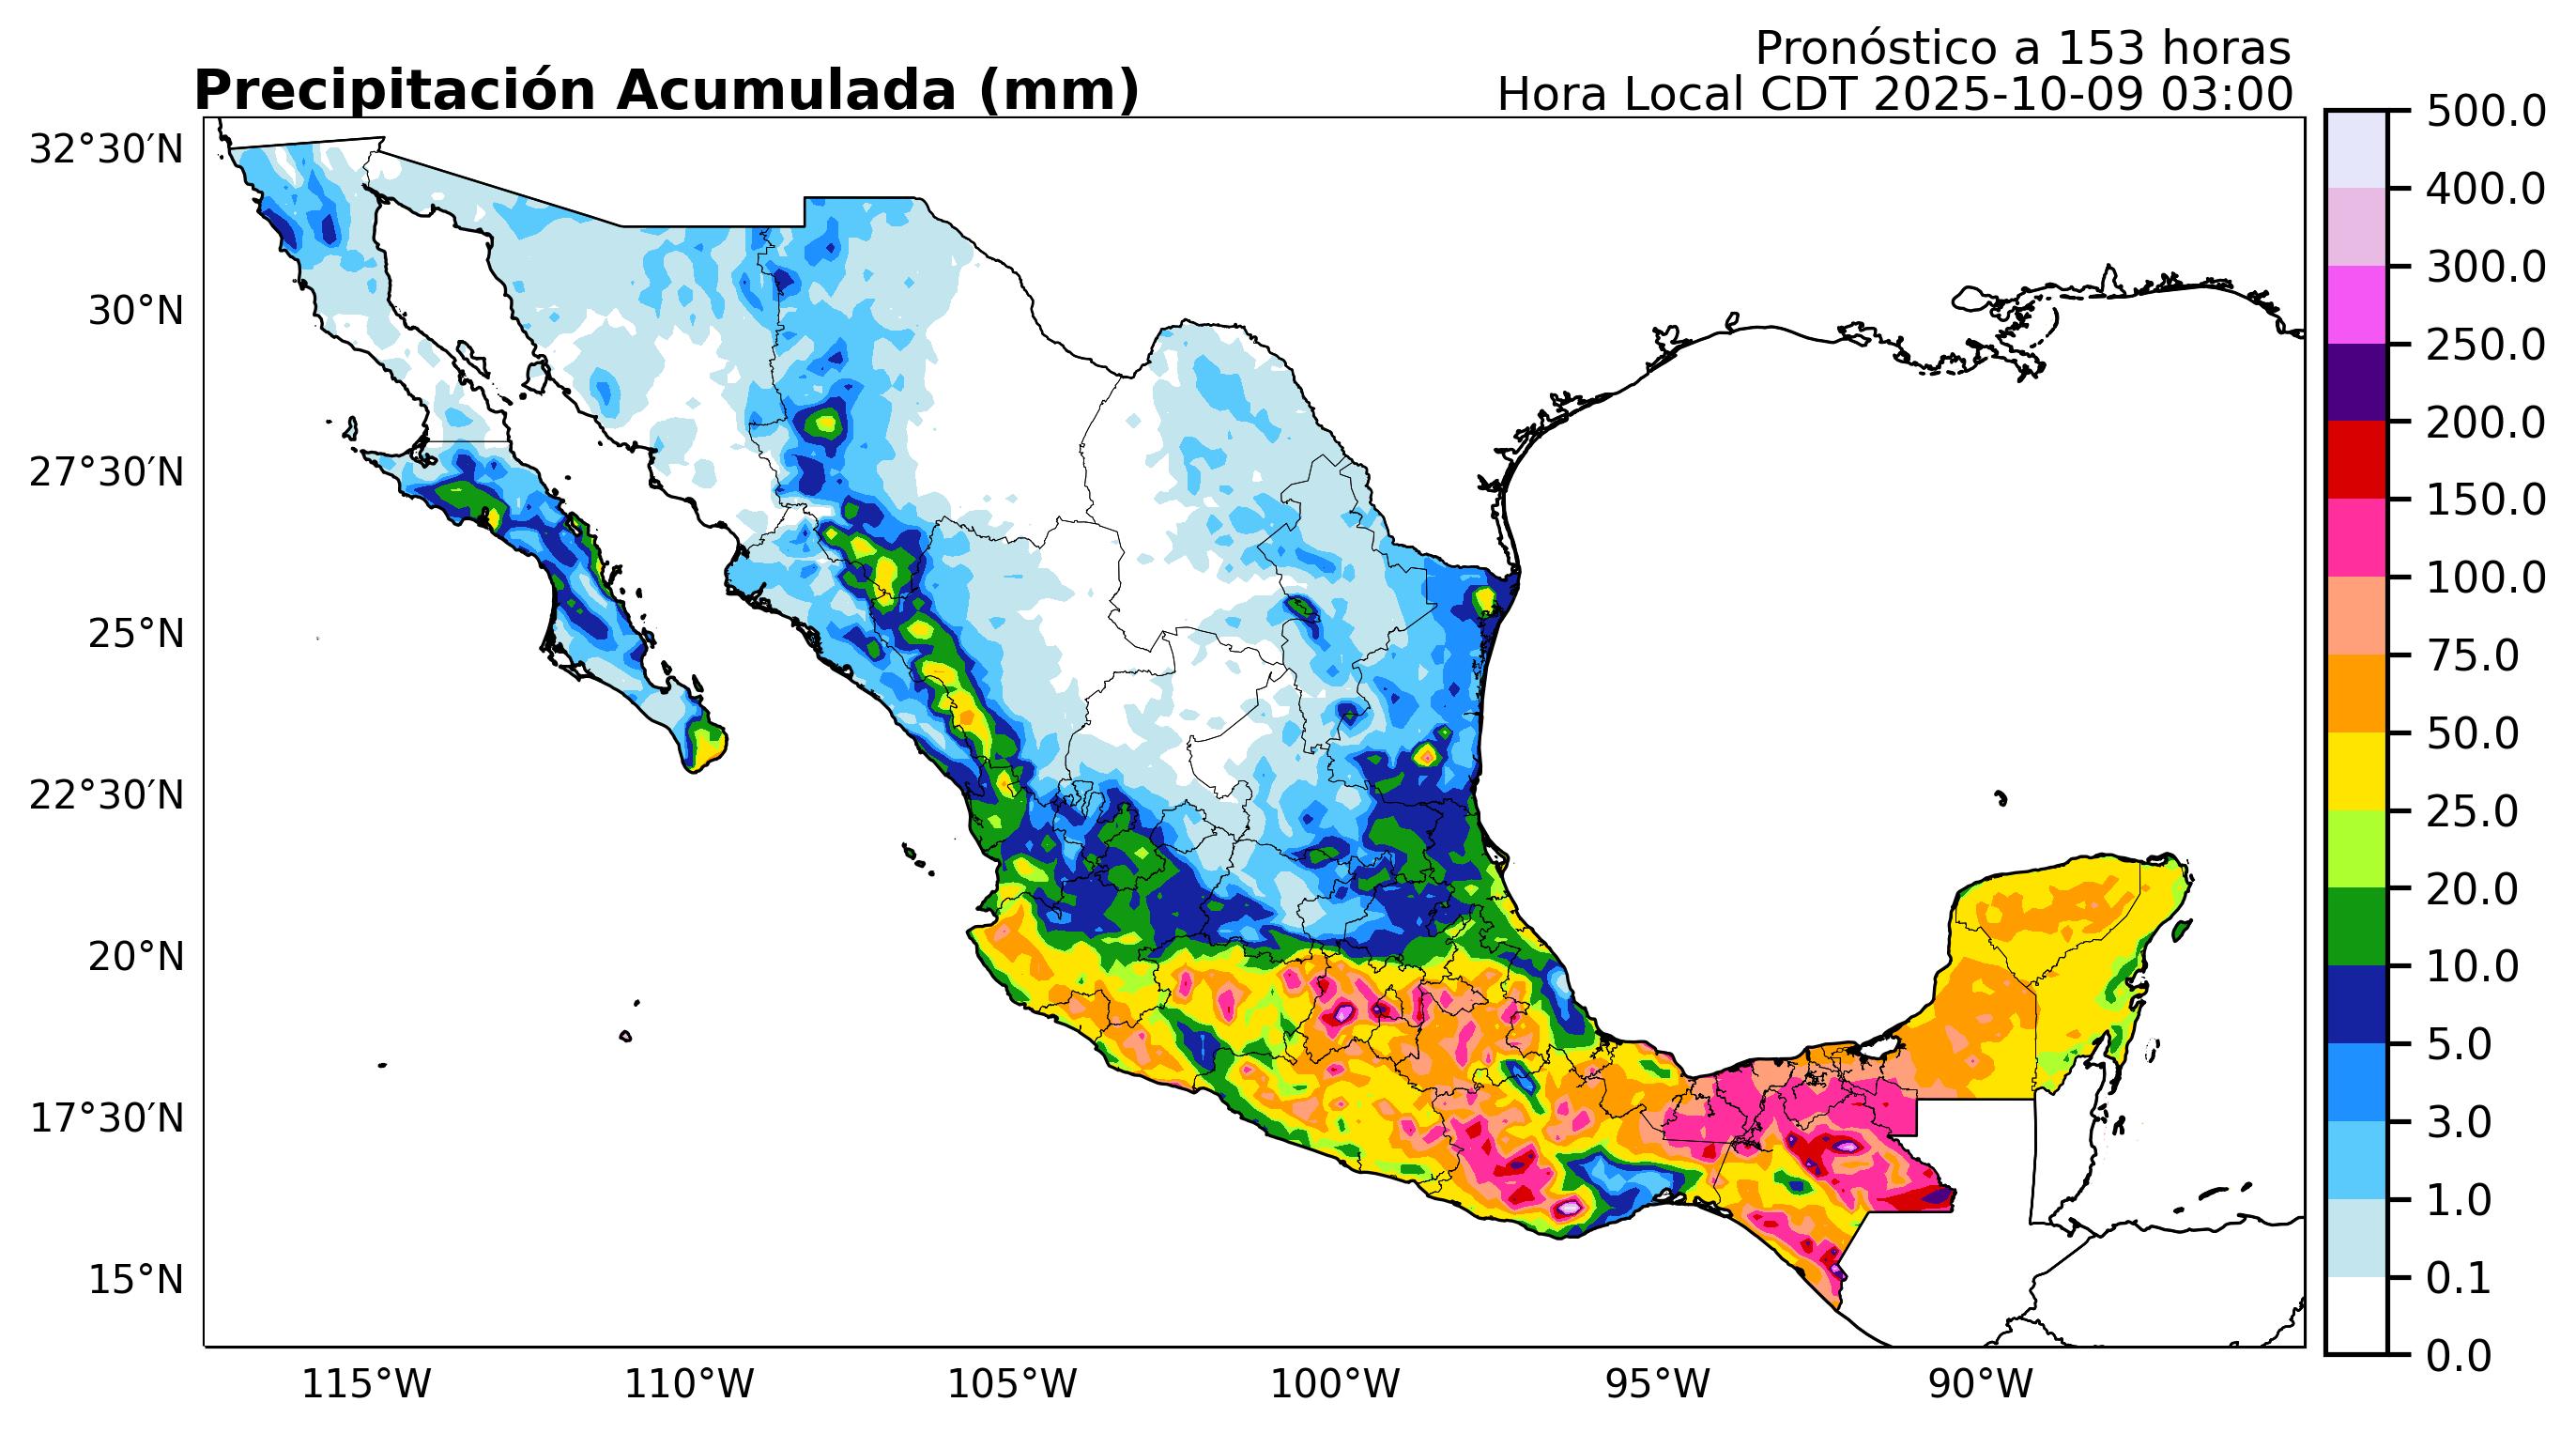 Pronóstico a 153 horas
Precipitación Acumulada (mm)
Hora Local CDT 2025-10-09 03:00
32°30′N
30°N
27°30′N
25°N
22°30′N
20°N
17°30′N
15°N
115°W
110°W
105°W
100°W
95°W
90°W
500.0
400.0
300.0
250.0
200.0
150.0
100.0
75.0
50.0
25.0
20.0
10.0
5.0
3.0
1.0
0.1
0.0